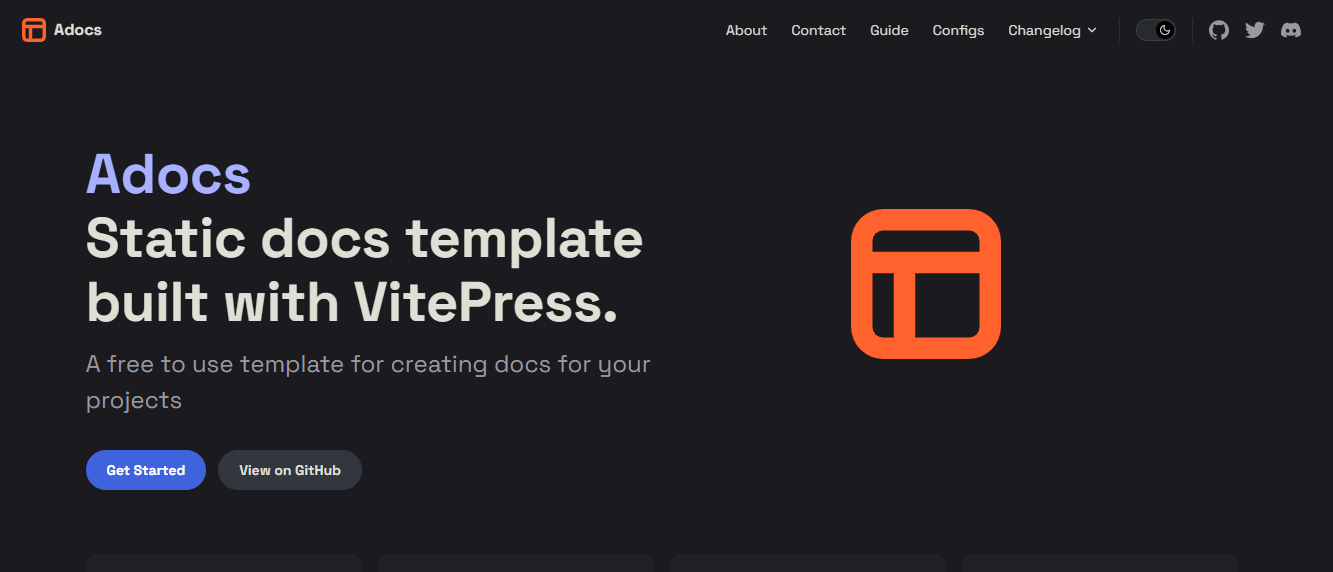 Adocs
About Contact Guide Configs Changelog
Adocs
Static docs template
built with VitePress.
A free to use template for creating docs for your
projects
Get Started View on GitHub